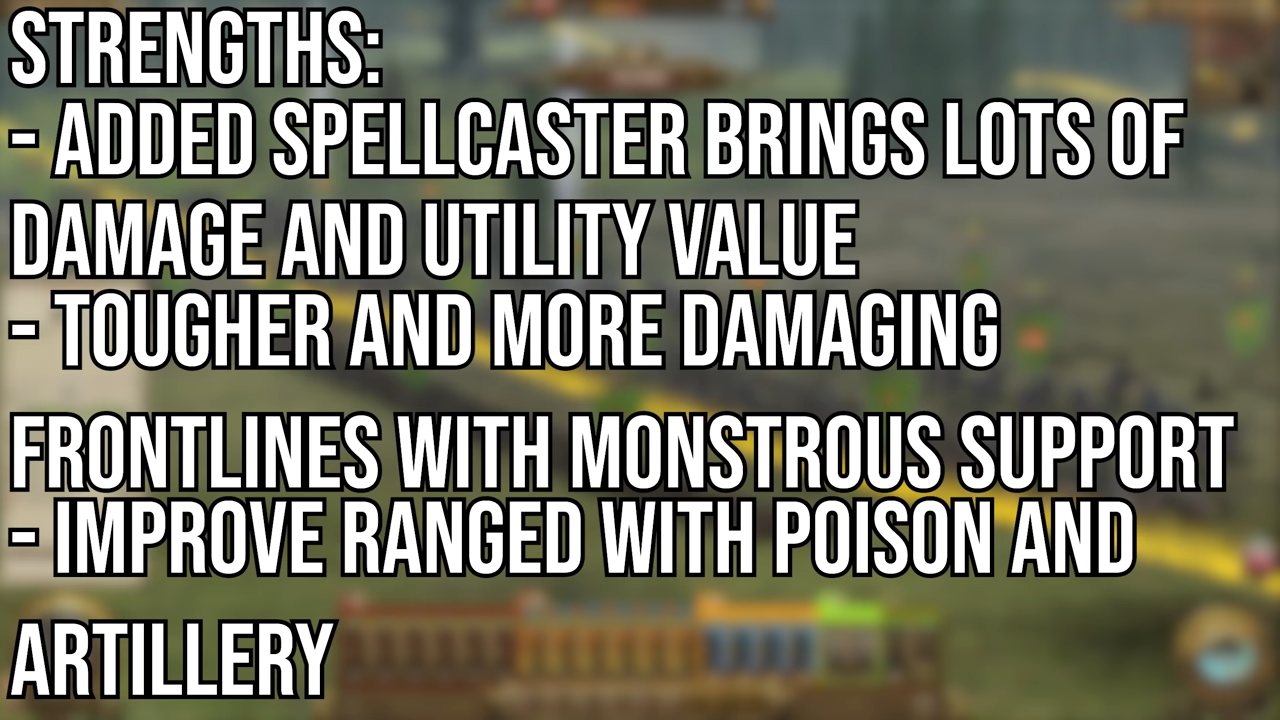 STRENGTHS:
- ADDED SPELLCASTER BRINGS LOTS OF
DAMAGE AND UTILITY VALUE
- TOUGHER AND MORE DAMAGING
FRONTLINES WITH MONSTROUS SUPPORT
- IMPROVE RANGED WITH POISON AND
ARTILLERY